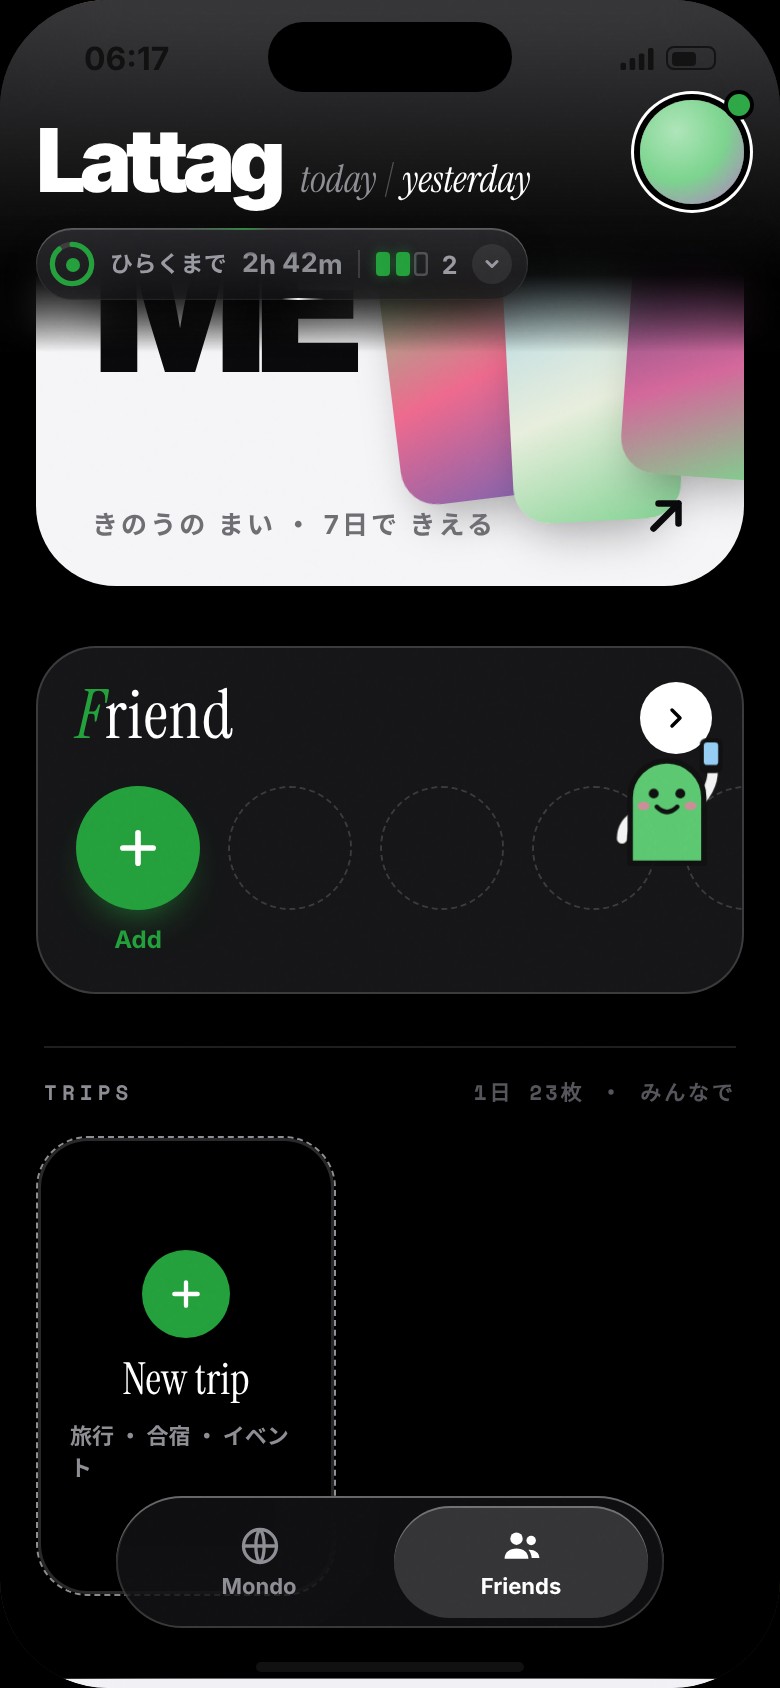 06:17
Lattag today / yesterday
ひらくまで 2h 42m 2
ME
きのうの まい ・ 7日で きえる
Friend
Add
TRIPS 1日 23枚 ・ みんなで
New trip
旅行 ・ 合宿 ・ イベン
ト
Mondo Friends